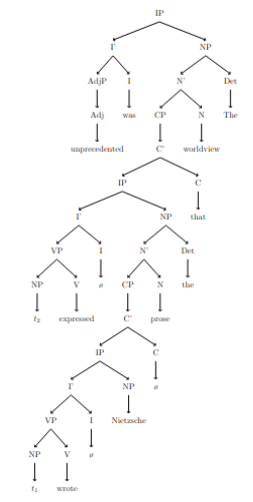 IP
I' NP
AdjP I N' Det
Adj was CP N The
unprecedented C' worldview
IP C
I' NP that
VP I N' Det
NP V ø CP N the
t₂ expressed C' prose
IP C
I' NP ø
VP I Nietzsche
NP V ø
t₁ wrote